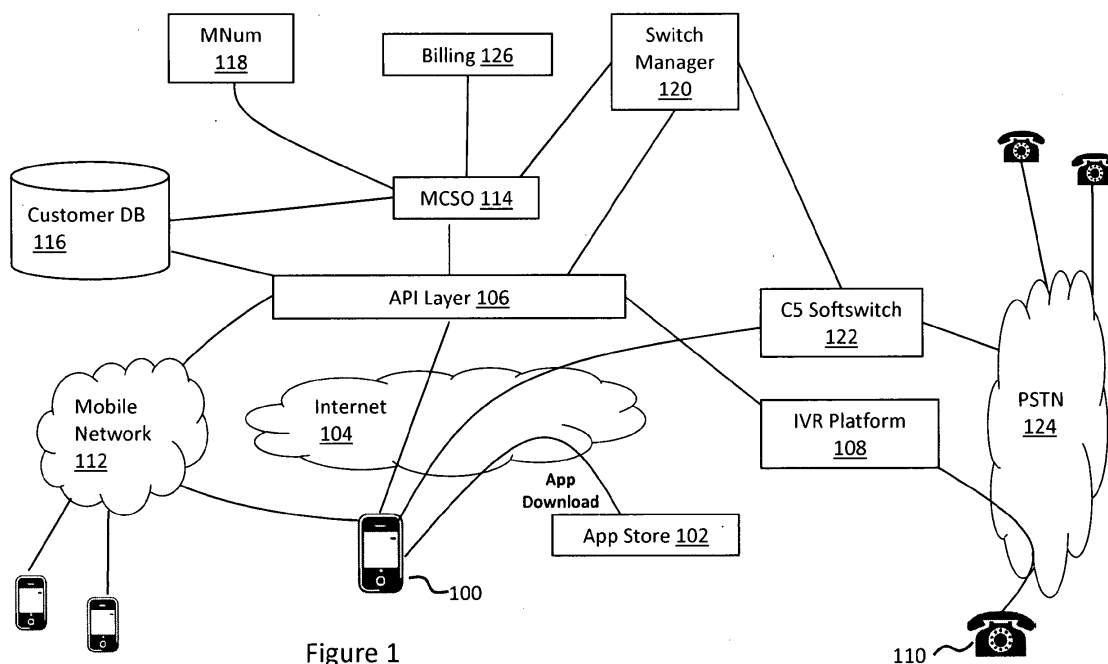 MNum
118
Billing 126
Switch
Manager
120
MCSO 114
Customer DB
116
API Layer 106
C5 Softswitch
122
Mobile
Network
112
Internet
104
IVR Platform
108
PSTN
124
App
Download
App Store 102
100
110
Figure 1